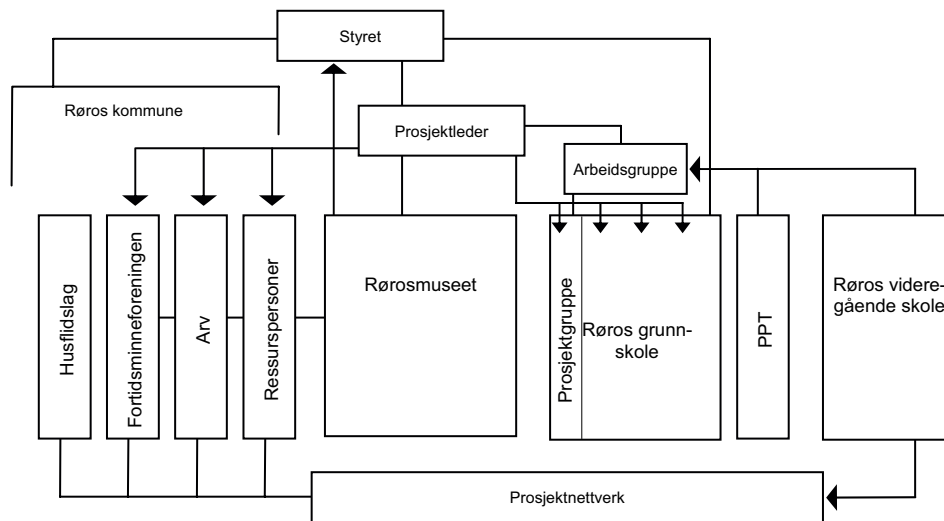 Styret
Røros kommune
Prosjektleder
Arbeidsgruppe
Husflidslag
Fortidsminneforeningen
Arv
Ressurspersoner
Rørosmuseet
Prosjektgruppe
Røros grunn-
skole
PPT
Røros videre-
gående skole
Prosjektnettverk